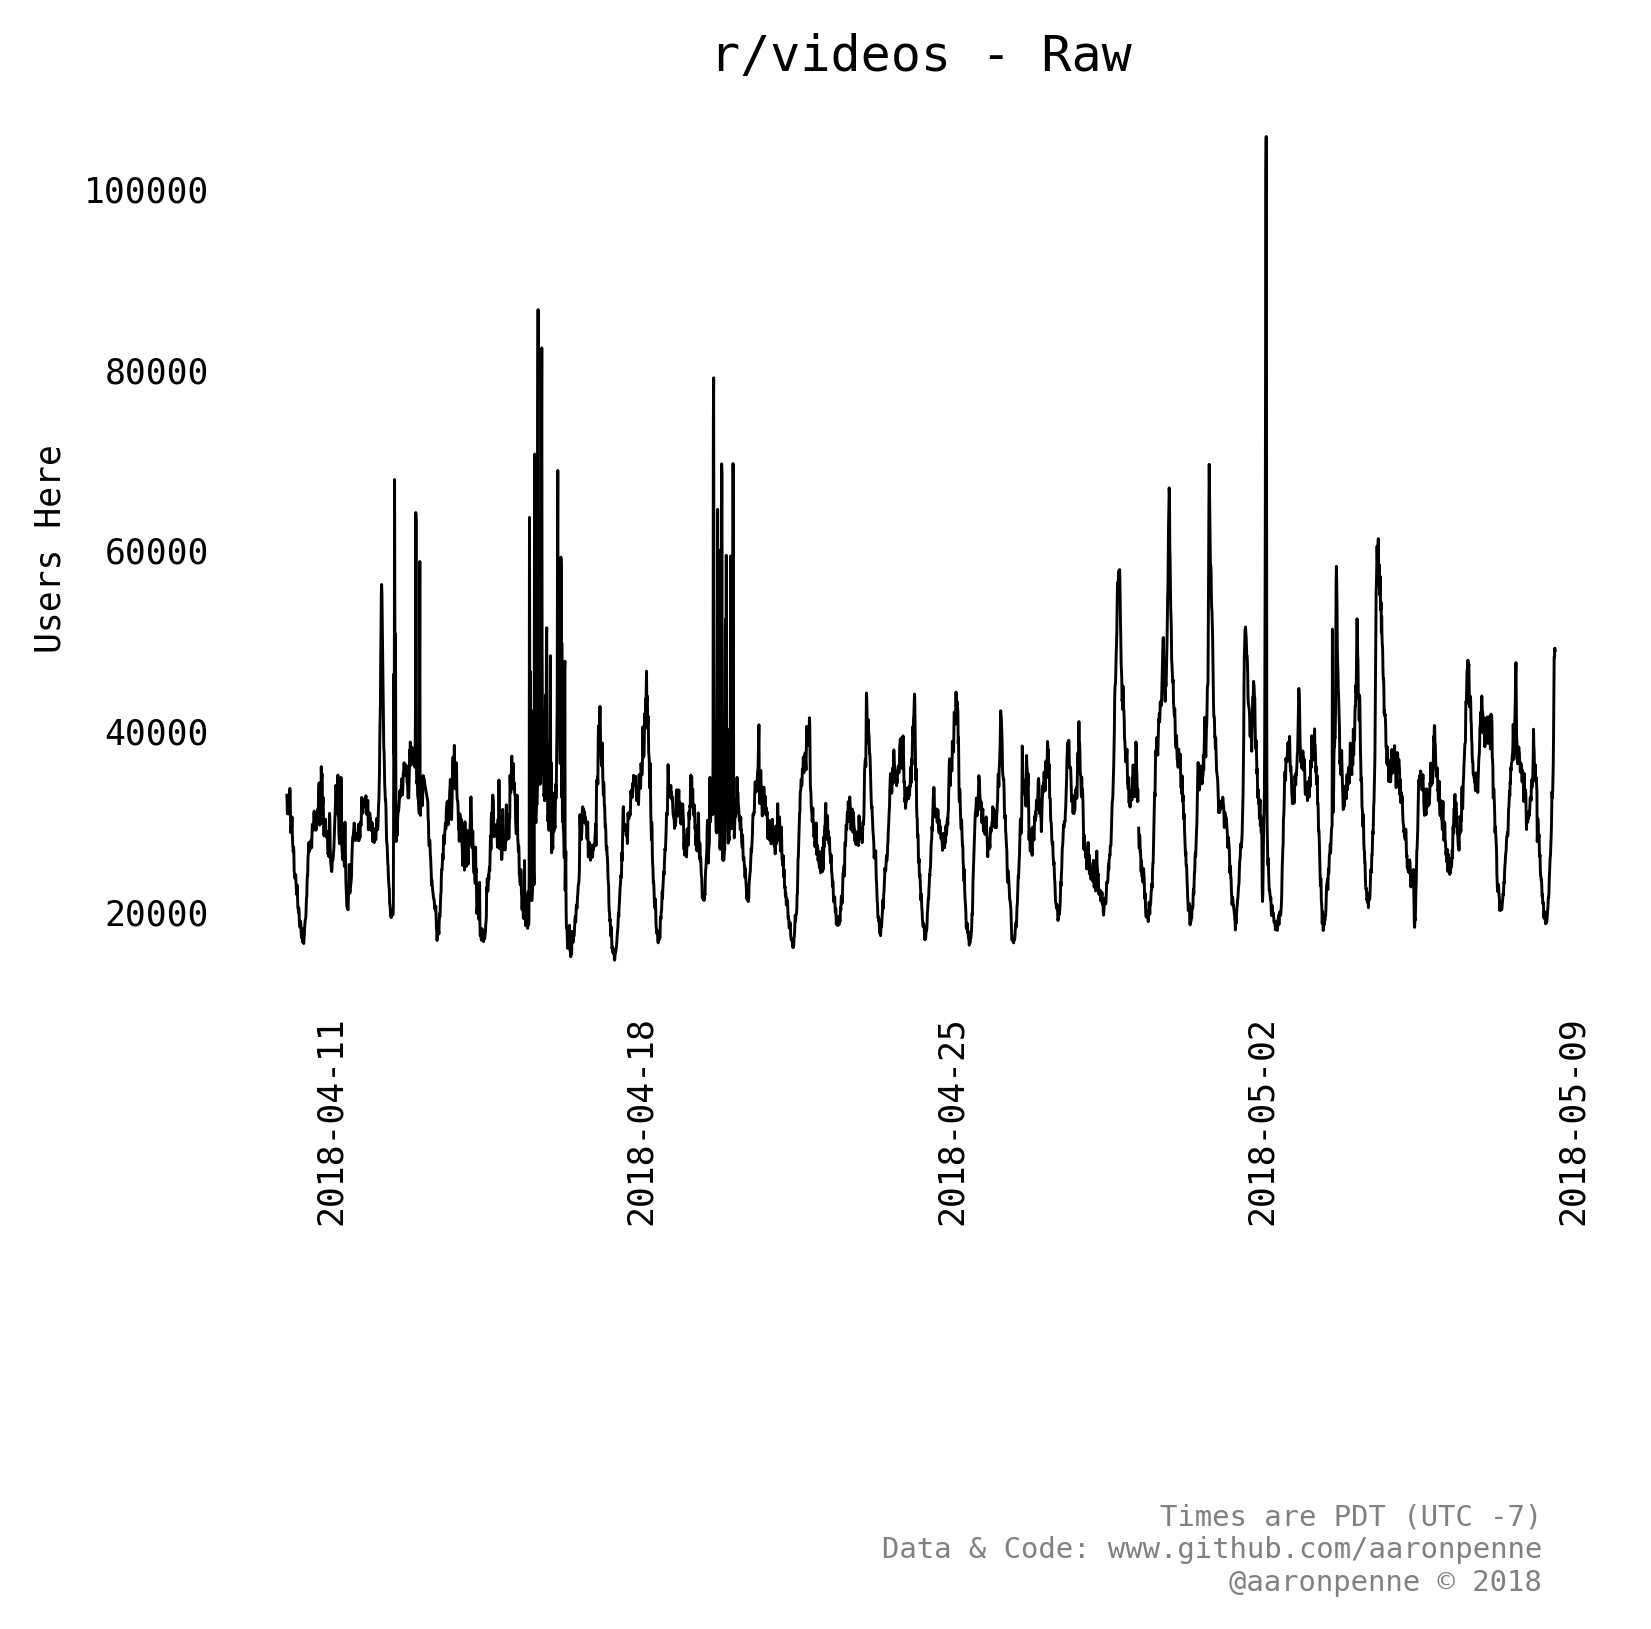 r/videos - Raw
100000
80000
60000
40000
20000
Users Here
2018-04-11
2018-04-18
2018-04-25
2018-05-02
2018-05-09
Times are PDT (UTC -7)
Data & Code: www.github.com/aaronpenne
@aaronpenne © 2018